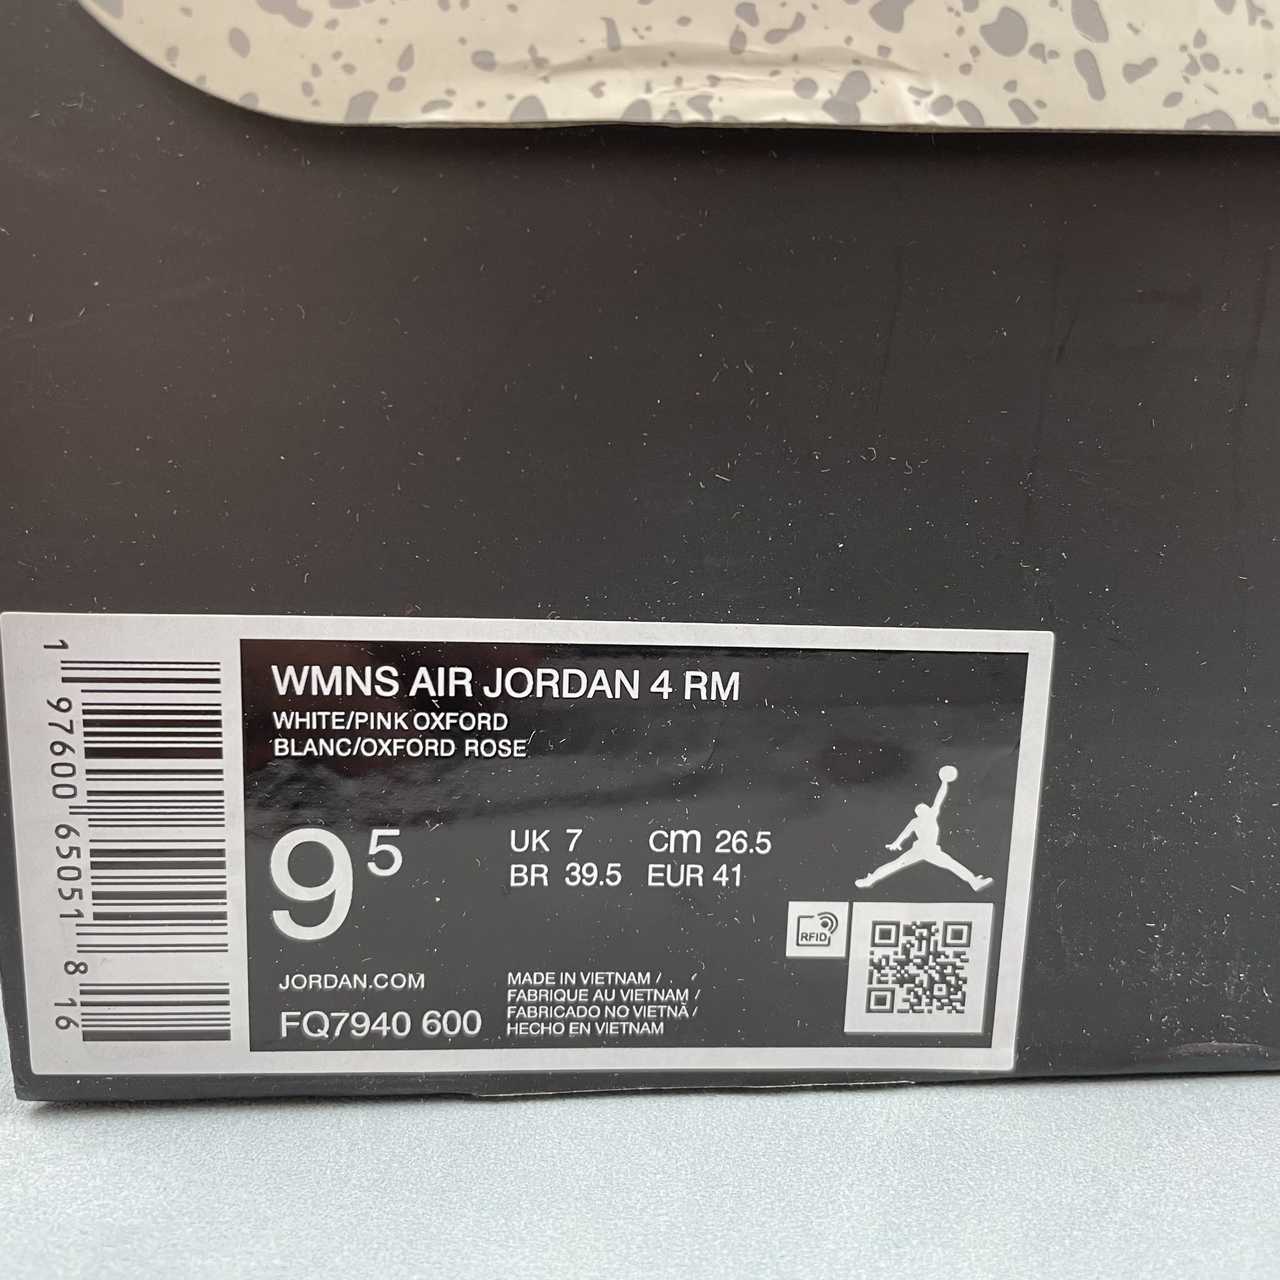 WMNS AIR JORDAN 4 RM
WHITE/PINK OXFORD
BLANC/OXFORD ROSE
9 5
UK 7 cm 26.5
BR 39.5 EUR 41
RFID
JORDAN.COM
FQ7940 600
MADE IN VIETNAM /
FABRIQUE AU VIETNAM /
FABRICADO NO VIETNÃ /
HECHO EN VIETNAM
1 97600 65051 8 16